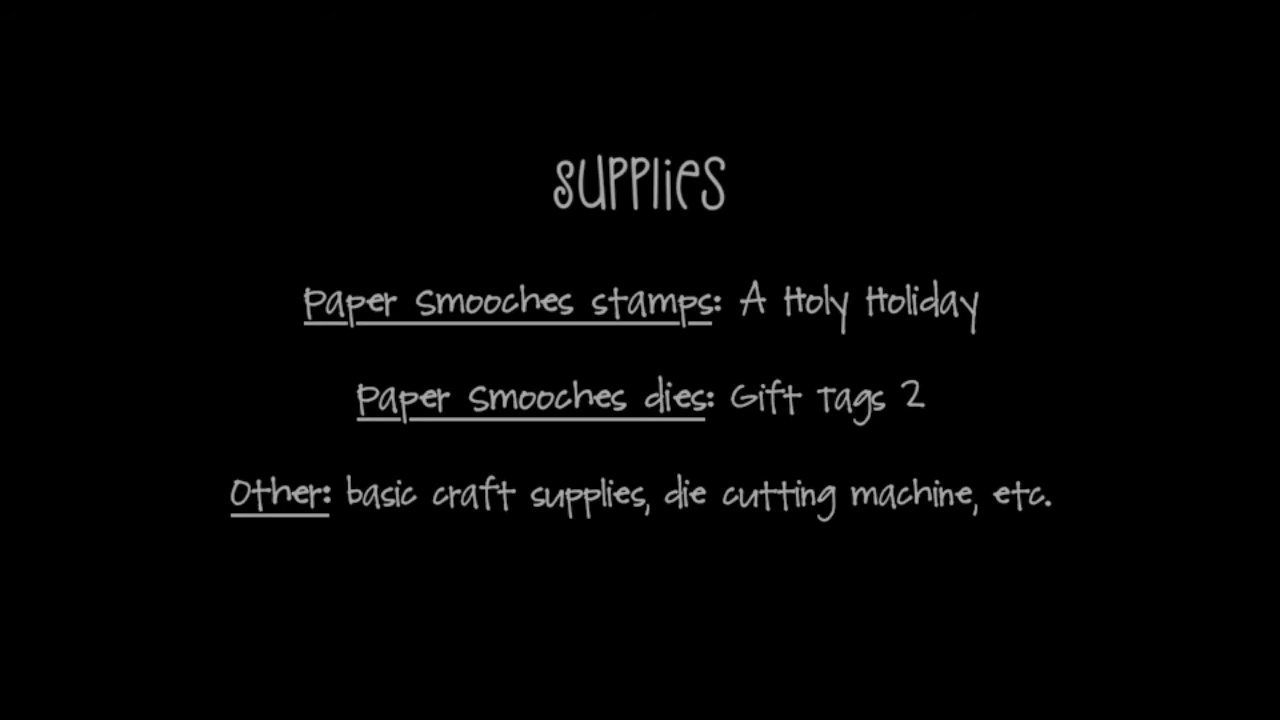 supplies
Paper Smooches stamps: A Holy Holiday
Paper Smooches dies: Gift Tags 2
Other: basic craft supplies, die cutting machine, etc.